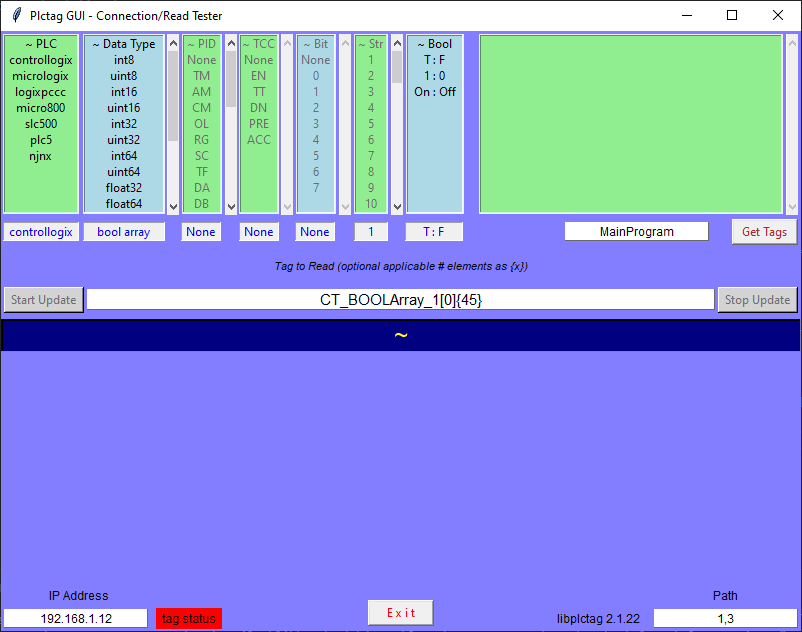 Plctag GUI - Connection/Read Tester
~ PLC
controllogix
micrologix
logixpccc
micro800
slc500
plc5
njnx
~ Data Type
int8
uint8
int16
uint16
int32
uint32
int64
uint64
float32
float64
~ PID
None
TM
AM
CM
OL
RG
SC
TF
DA
DB
~ TCC
None
EN
TT
DN
PRE
ACC
~ Bit
None
0
1
2
3
4
5
6
7
~ Str
1
2
3
4
5
6
7
8
9
10
~ Bool
T : F
1 : 0
On : Off
controllogix bool array None None None 1 T : F MainProgram Get Tags
Tag to Read (optional applicable # elements as {x})
Start Update CT_BOOLArray_1[0]{45} Stop Update
~
IP Address Path
192.168.1.12 tag status Exit libplctag 2.1.22 1,3